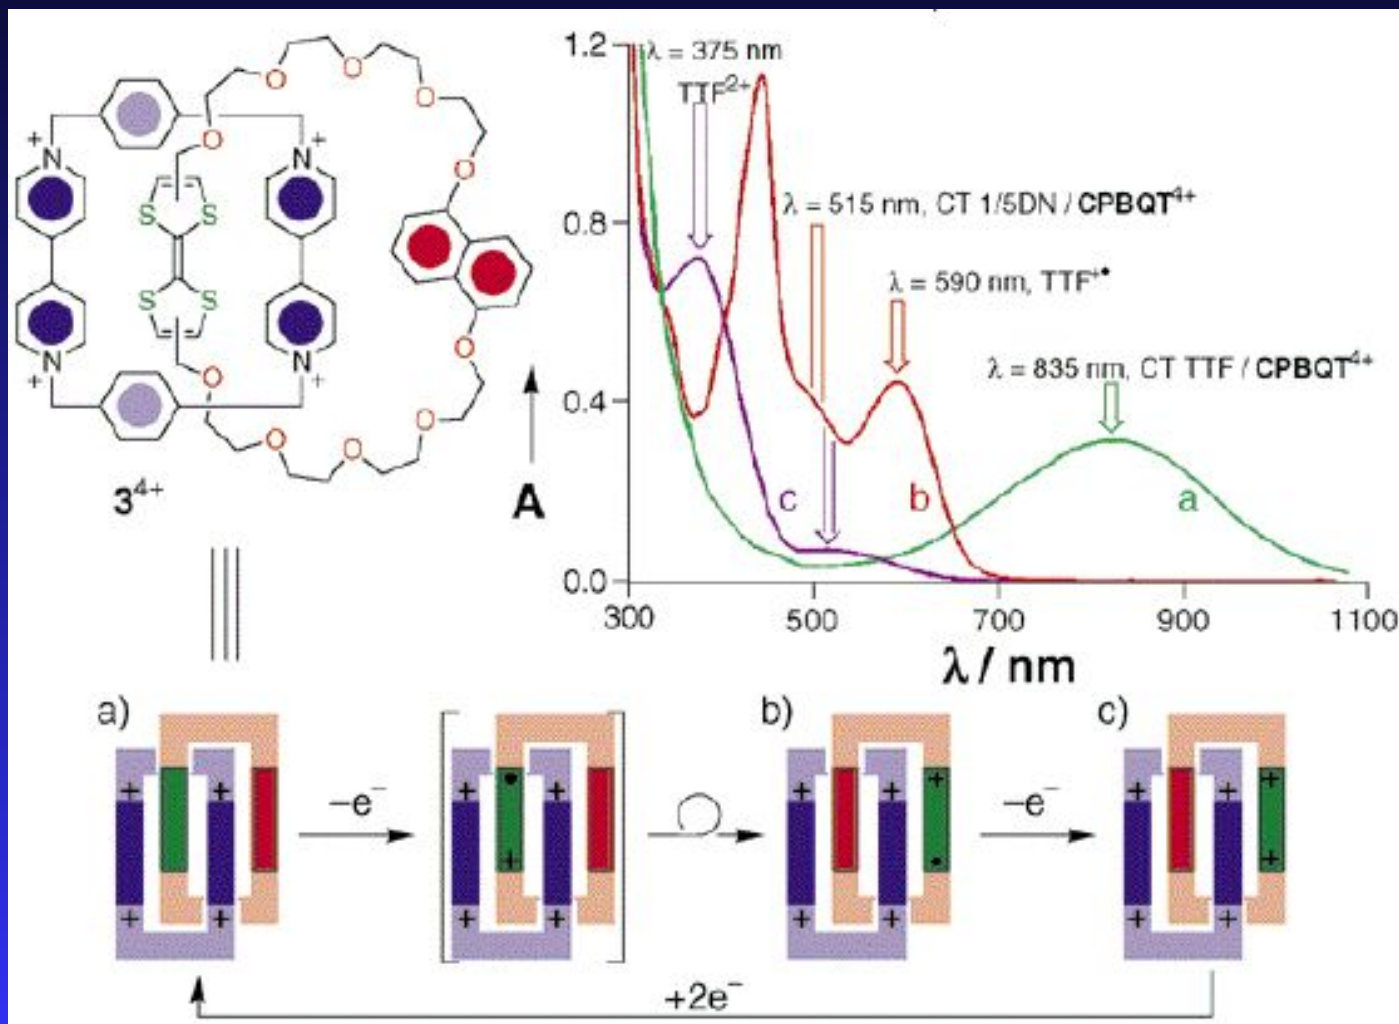 1.2
λ = 375 nm
TTF²⁺
λ = 515 nm, CT 1/5DN / CPBQT⁴⁺
0.8
λ = 590 nm, TTF⁺•
λ = 835 nm, CT TTF / CPBQT⁴⁺
0.4
A
c
b
a
0.0
300
500
700
900
1100
λ / nm
O
O
O
O
O
O
O
O
O
O
+
N
+
N
S
S
S
S
N
+
N
+
3⁴⁺
a)
–e⁻
b)
–e⁻
c)
+ +
+ +
• + +
+ + +
+ + +
+ + •
+ + +
+ + +
+2e⁻